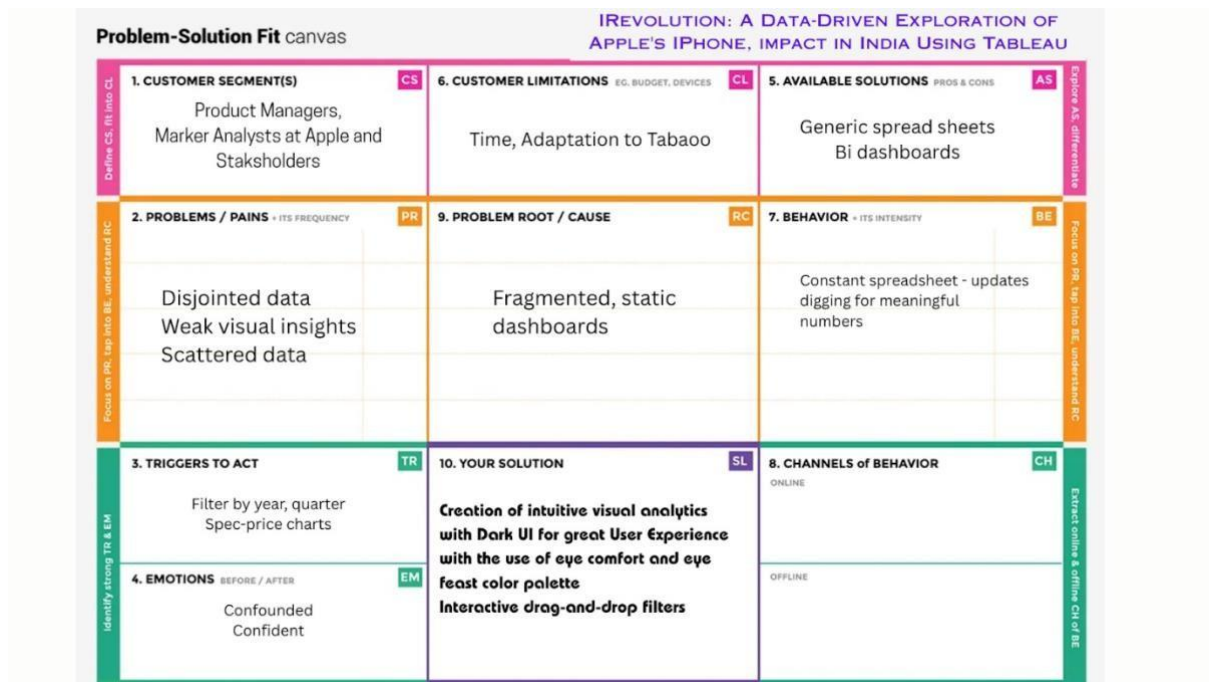 Problem-Solution Fit canvas
IRevolution: A Data-Driven Exploration of
Apple's IPhone, impact in India Using Tableau
Define CS, fit into CL
1. CUSTOMER SEGMENT(S)
CS
Product Managers,
Marker Analysts at Apple and
Staksholders
6. CUSTOMER LIMITATIONS EG. BUDGET, DEVICES
CL
Time, Adaptation to Tabaoo
5. AVAILABLE SOLUTIONS PROS & CONS
AS
Generic spread sheets
Bi dashboards
Explore AS, differentiate
Focus on PR, tap into BE, understand RC
2. PROBLEMS / PAINS + ITS FREQUENCY
PR
Disjointed data
Weak visual insights
Scattered data
9. PROBLEM ROOT / CAUSE
RC
Fragmented, static
dashboards
7. BEHAVIOR + ITS INTENSITY
BE
Constant spreadsheet - updates
digging for meaningful
numbers
Focus on PR, tap into BE, understand RC
Identify strong TR & EM
3. TRIGGERS TO ACT
TR
Filter by year, quarter
Spec-price charts
4. EMOTIONS BEFORE / AFTER
EM
Confounded
Confident
10. YOUR SOLUTION
SL
Creation of intuitive visual analytics
with Dark UI for great User Experience
with the use of eye comfort and eye
feast color palette
Interactive drag-and-drop filters
8. CHANNELS of BEHAVIOR
CH
ONLINE
OFFLINE
Extract online & offline CH of BE